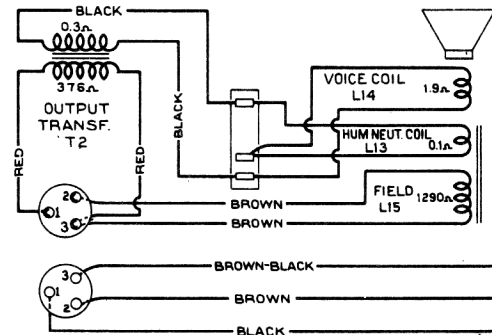 BLACK
0.3Ω
376Ω
OUTPUT
TRANSF.
T2
RED
RED
BLACK
VOICE COIL
L14
1.9Ω
HUM NEUT. COIL
L13
0.1Ω
FIELD
L15
1290Ω
2
1
3
BROWN
BROWN
3
1
2
BROWN-BLACK
BROWN
BLACK